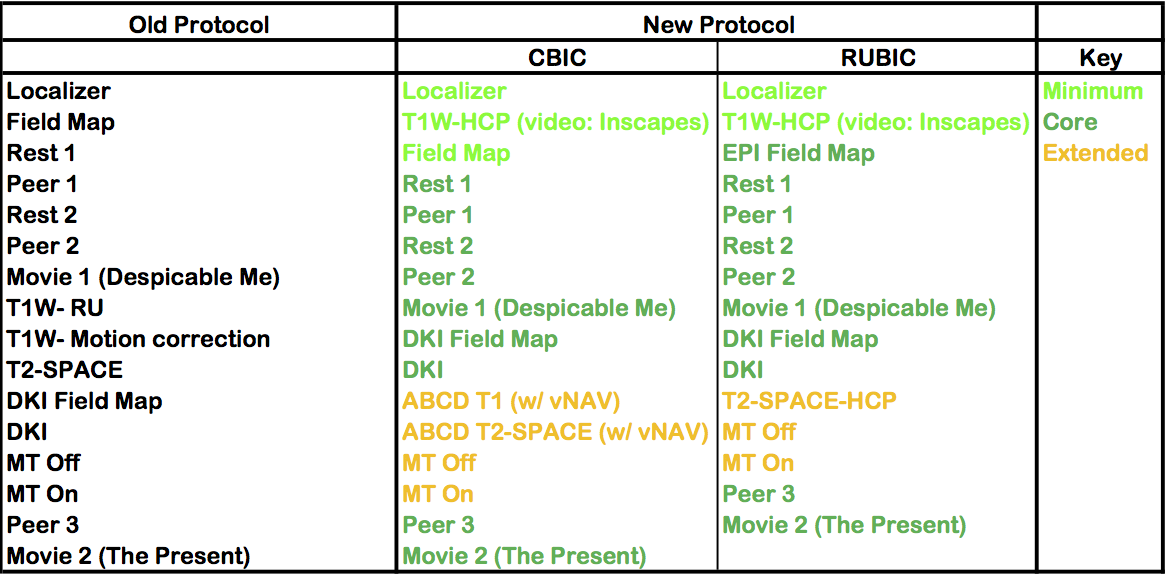 Old Protocol New Protocol
CBIC RUBIC Key
Localizer Localizer Localizer Minimum
Field Map T1W-HCP (video: Inscapes) T1W-HCP (video: Inscapes) Core
Rest 1 Field Map EPI Field Map Extended
Peer 1 Rest 1 Rest 1
Rest 2 Peer 1 Peer 1
Peer 2 Rest 2 Rest 2
Movie 1 (Despicable Me) Peer 2 Peer 2
T1W- RU Movie 1 (Despicable Me) Movie 1 (Despicable Me)
T1W- Motion correction DKI Field Map DKI Field Map
T2-SPACE DKI DKI
DKI Field Map ABCD T1 (w/ vNAV) T2-SPACE-HCP
DKI ABCD T2-SPACE (w/ vNAV) MT Off
MT Off MT Off MT On
MT On MT On Peer 3
Peer 3 Peer 3 Movie 2 (The Present)
Movie 2 (The Present) Movie 2 (The Present)